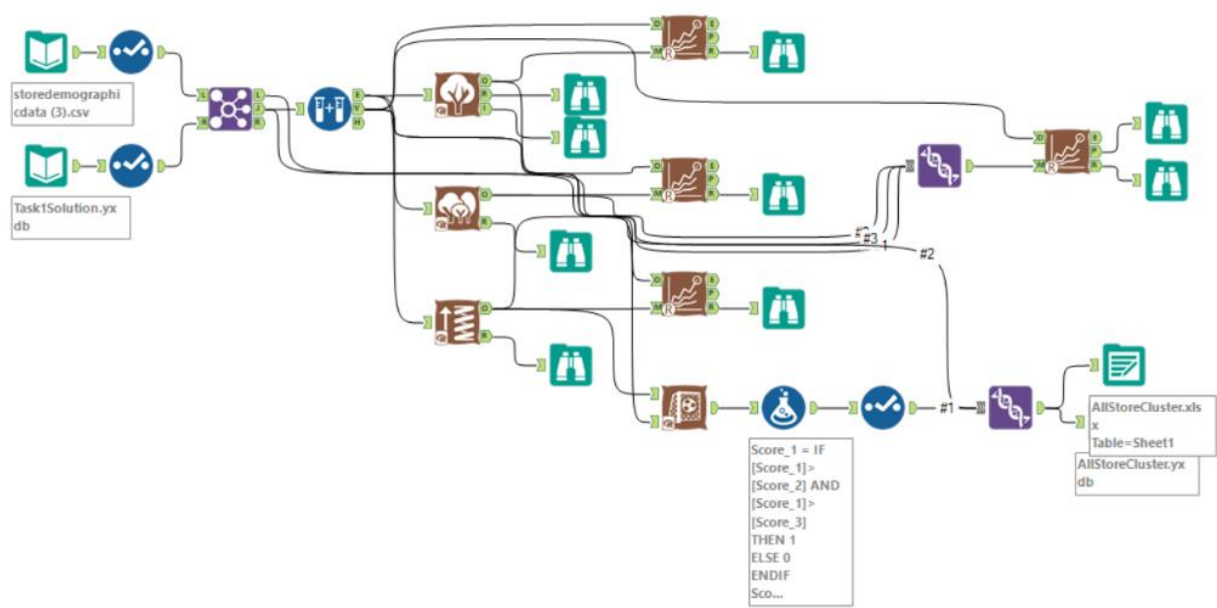 storedemographi
cdata (3).csv
L
R
L
J
R
Task1Solution.yx
db
E
V
H
O
R
I
O
R
O
R
D
M
E
P
R
R
D
M
E
P
R
R
D
M
E
P
R
R
D
M
E
P
R
R
#3
1
#2
#1
Score_1 = IF
[Score_1]>
[Score_2] AND
[Score_1]>
[Score_3]
THEN 1
ELSE 0
ENDIF
Sco...
AllStoreCluster.xls
x
Table=Sheet1
AllStoreCluster.yx
db